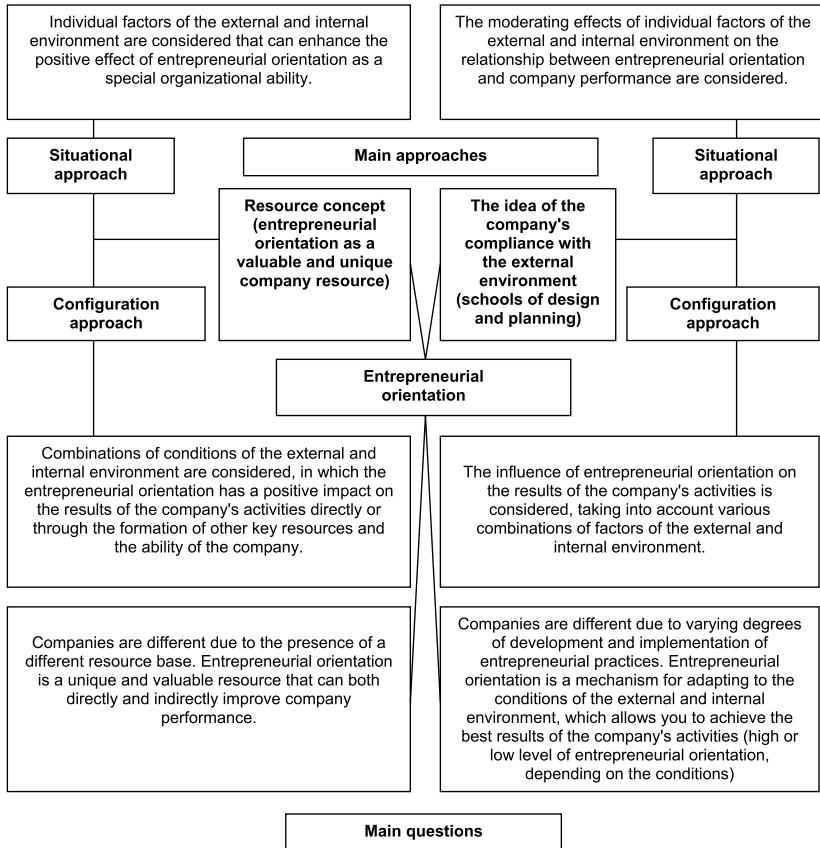 Individual factors of the external and internal
environment are considered that can enhance the
positive effect of entrepreneurial orientation as a
special organizational ability.
The moderating effects of individual factors of the
external and internal environment on the
relationship between entrepreneurial orientation
and company performance are considered.
Situational
approach
Main approaches
Situational
approach
Resource concept
(entrepreneurial
orientation as a
valuable and unique
company resource)
The idea of the
company's
compliance with
the external
environment
(schools of design
and planning)
Configuration
approach
Configuration
approach
Entrepreneurial
orientation
Combinations of conditions of the external and
internal environment are considered, in which the
entrepreneurial orientation has a positive impact on
the results of the company's activities directly or
through the formation of other key resources and
the ability of the company.
The influence of entrepreneurial orientation on
the results of the company's activities is
considered, taking into account various
combinations of factors of the external and
internal environment.
Companies are different due to the presence of a
different resource base. Entrepreneurial orientation
is a unique and valuable resource that can both
directly and indirectly improve company
performance.
Companies are different due to varying degrees
of development and implementation of
entrepreneurial practices. Entrepreneurial
orientation is a mechanism for adapting to the
conditions of the external and internal
environment, which allows you to achieve the
best results of the company's activities (high or
low level of entrepreneurial orientation,
depending on the conditions)
Main questions